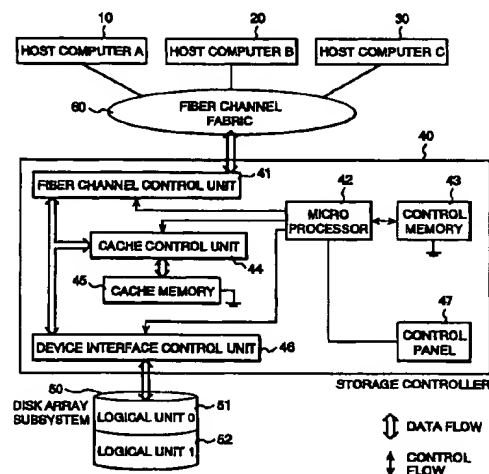 10
20
30
HOST COMPUTER A
HOST COMPUTER B
HOST COMPUTER C
60
FIBER CHANNEL
FABRIC
40
41
FIBER CHANNEL CONTROL UNIT
42
43
MICRO
PROCESSOR
CONTROL
MEMORY
CACHE CONTROL UNIT
44
45
CACHE MEMORY
47
CONTROL
PANEL
DEVICE INTERFACE CONTROL UNIT
46
STORAGE CONTROLLER
50
DISK ARRAY
SUBSYSTEM
LOGICAL UNIT 0
51
LOGICAL UNIT 1
52
DATA FLOW
CONTROL
FLOW